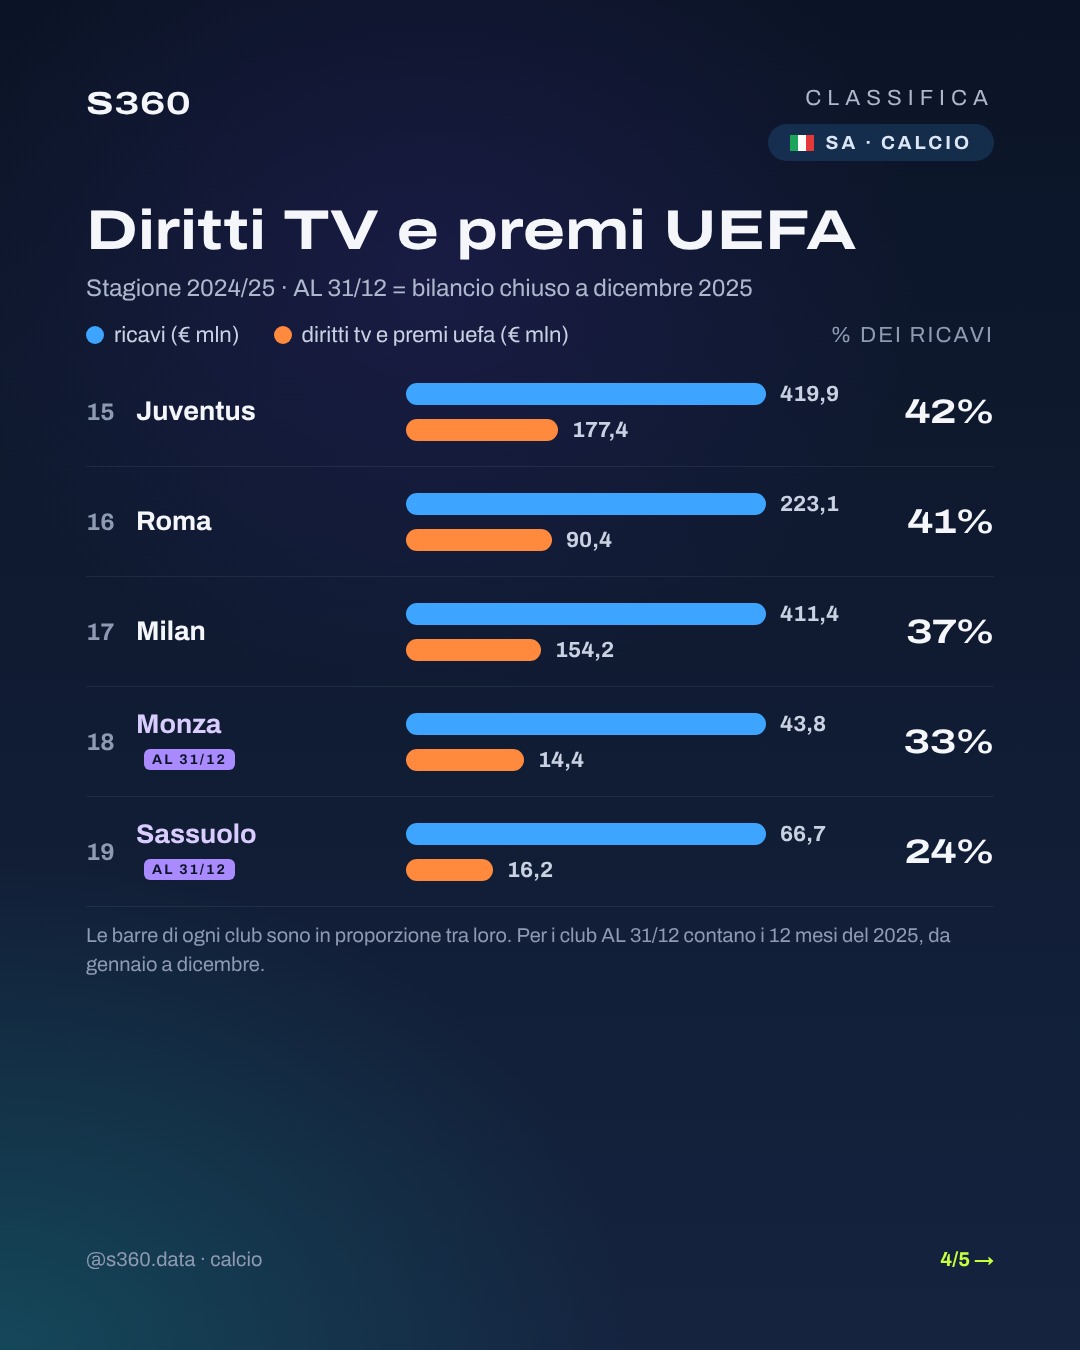 S360
CLASSIFICA
SA · CALCIO
Diritti TV e premi UEFA
Stagione 2024/25 · AL 31/12 = bilancio chiuso a dicembre 2025
ricavi (€ mln) diritti tv e premi uefa (€ mln) % DEI RICAVI
15 Juventus 419,9 177,4 42%
16 Roma 223,1 90,4 41%
17 Milan 411,4 154,2 37%
18 Monza AL 31/12 43,8 14,4 33%
19 Sassuolo AL 31/12 66,7 16,2 24%
Le barre di ogni club sono in proporzione tra loro. Per i club AL 31/12 contano i 12 mesi del 2025, da
gennaio a dicembre.
@s360.data · calcio 4/5 →